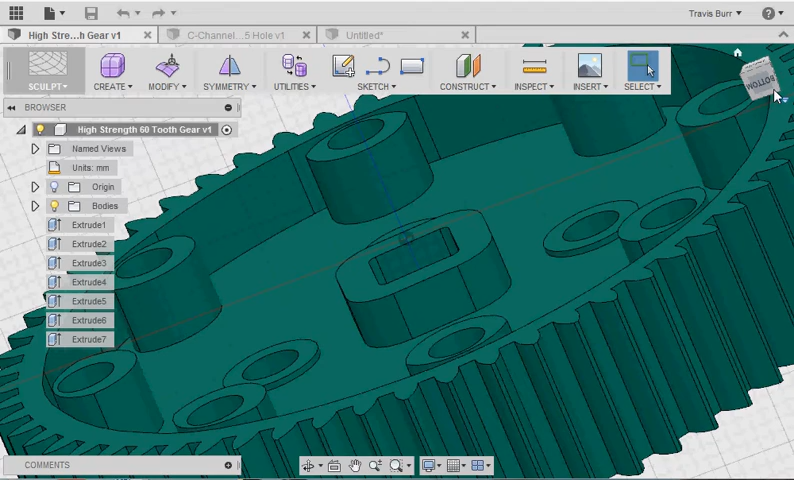 Travis Burr
High Stre...h Gear v1
C-Channel...5 Hole v1
Untitled*
SCULPT
CREATE
MODIFY
SYMMETRY
UTILITIES
SKETCH
CONSTRUCT
INSPECT
INSERT
SELECT
BOTTOM
BROWSER
High Strength 60 Tooth Gear v1
Named Views
Units: mm
Origin
Bodies
Extrude1
Extrude2
Extrude3
Extrude4
Extrude5
Extrude6
Extrude7
COMMENTS